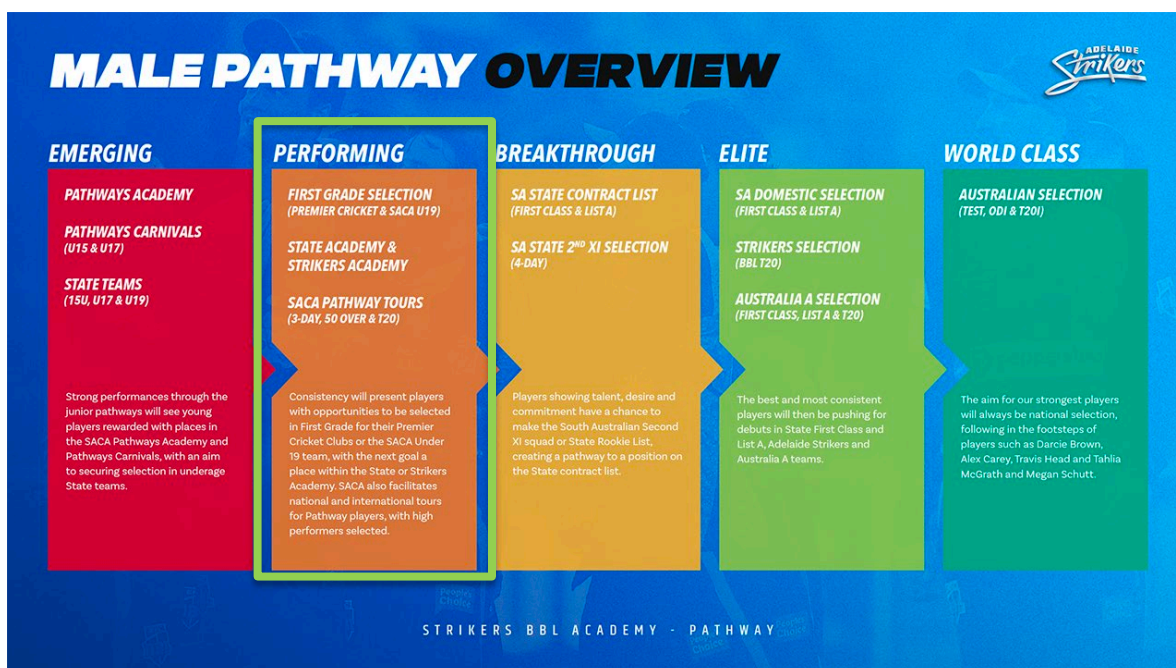 MALE PATHWAY OVERVIEW
ADELAIDE
Strikers
EMERGING
PATHWAYS ACADEMY
PATHWAYS CARNIVALS
(U15 & U17)
STATE TEAMS
(15U, U17 & U19)
Strong performances through the
junior pathways will see young
players rewarded with places in
the SACA Pathways Academy and
Pathways Carnivals, with an aim
to securing selection in underage
State teams.
PERFORMING
FIRST GRADE SELECTION
(PREMIER CRICKET & SACA U19)
STATE ACADEMY &
STRIKERS ACADEMY
SACA PATHWAY TOURS
(3-DAY, 50 OVER & T20)
Consistency will present players
with opportunities to be selected
in First Grade for their Premier
Cricket Clubs or the SACA Under
19 team, with the next goal a
place within the State or Strikers
Academy. SACA also facilitates
national and international tours
for Pathway players, with high
performers selected.
BREAKTHROUGH
SA STATE CONTRACT LIST
(FIRST CLASS & LIST A)
SA STATE 2ND XI SELECTION
(4-DAY)
Players showing talent, desire and
commitment have a chance to
make the South Australian Second
XI squad or State Rookie List,
creating a pathway to a position on
the State contract list.
ELITE
SA DOMESTIC SELECTION
(FIRST CLASS & LIST A)
STRIKERS SELECTION
(BBL T20)
AUSTRALIA A SELECTION
(FIRST CLASS, LIST A & T20)
The best and most consistent
players will then be pushing for
debuts in State First Class and
List A, Adelaide Strikers and
Australia A teams.
WORLD CLASS
AUSTRALIAN SELECTION
(TEST, ODI & T20I)
The aim for our strongest players
will always be national selection,
following in the footsteps of
players such as Darcie Brown,
Alex Carey, Travis Head and Tahlia
McGrath and Megan Schutt.
People's
Choice
STRIKERS BBL ACADEMY - PATHWAY